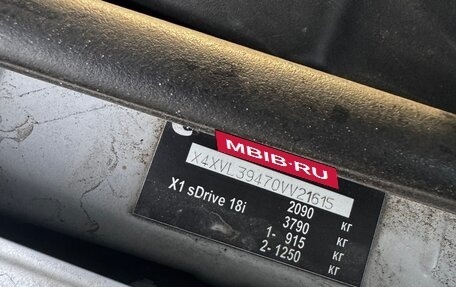 MBIB-RU
X4XVL39470VV21615
X1 sDrive 18i
2090 кг
3790 кг
1- 915 кг
2- 1250 кг